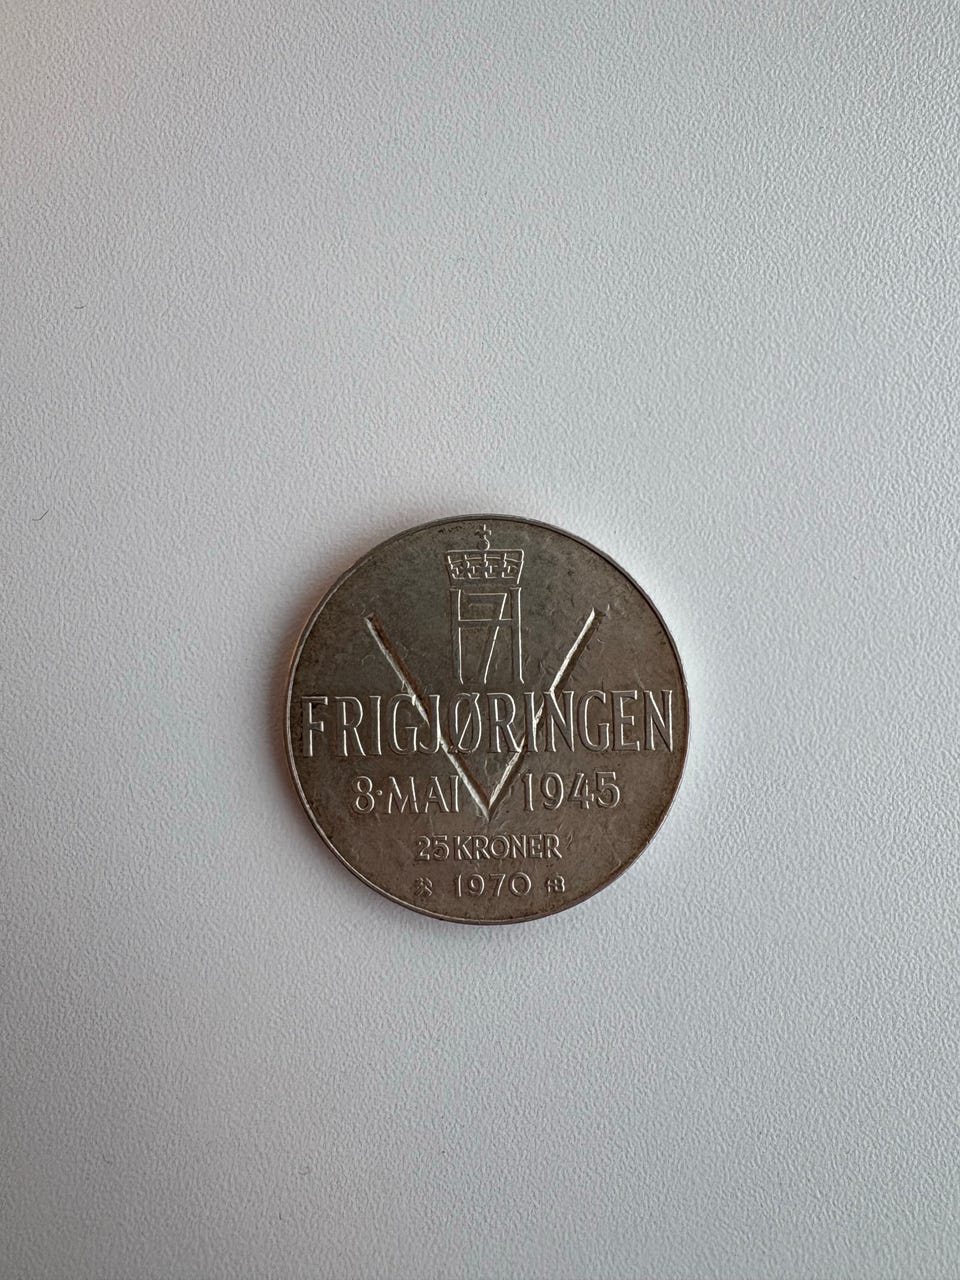 FRIGJØRINGEN
8·MAI 1945
25 KRONER
1970